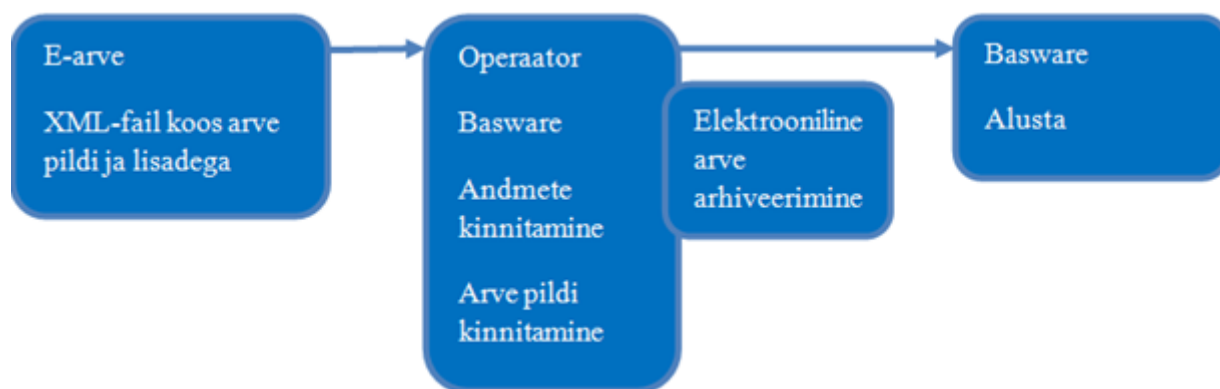 E-arve
XML-fail koos arve
pildi ja lisadega
Operaator
Basware
Andmete
kinnitamine
Arve pildi
kinnitamine
Elektrooniline
arve
arhiveerimine
Basware
Alusta